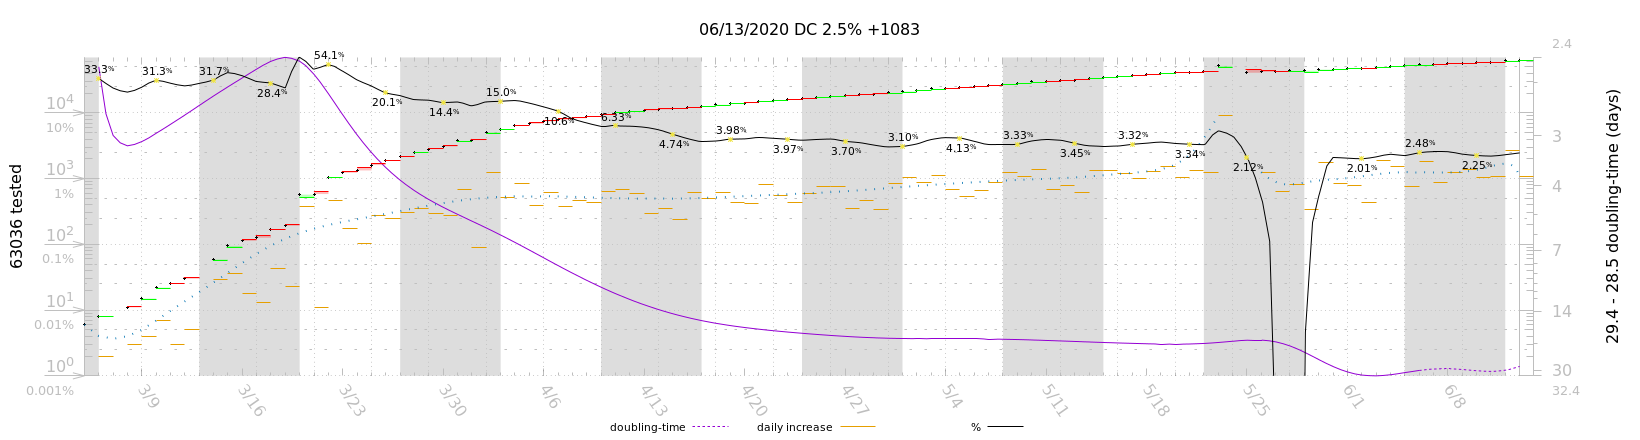 06/13/2020 DC 2.5% +1083
2.4
33.3% 31.3% 31.7% 28.4% 54.1% 20.1% 14.4% 15.0% 10.6% 6.33% 4.74% 3.98% 3.97% 3.70% 3.10% 4.13% 3.33% 3.45% 3.32% 3.34% 2.12% 2.01% 2.48% 2.25%
10^4
10%
3
10^3
1%
4
10^2
0.1%
7
10^1
0.01%
14
10^0
0.001%
30
32.4
63036 tested
29.4 - 28.5 doubling-time (days)
3/9 3/16 3/23 3/30 4/6 4/13 4/20 4/27 5/4 5/11 5/18 5/25 6/1 6/8
doubling-time daily increase %